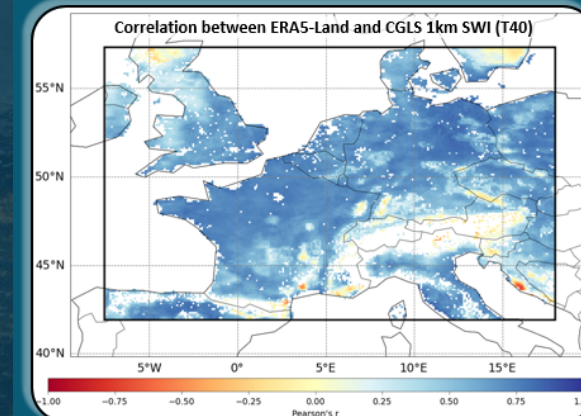 Correlation between ERA5-Land and CGLS 1km SWI (T40)
55°N
50°N
45°N
40°N
5°W 0° 5°E 10°E 15°E
-1.00 -0.75 -0.50 -0.25 0.00 0.25 0.50 0.75 1.
Pearson's r